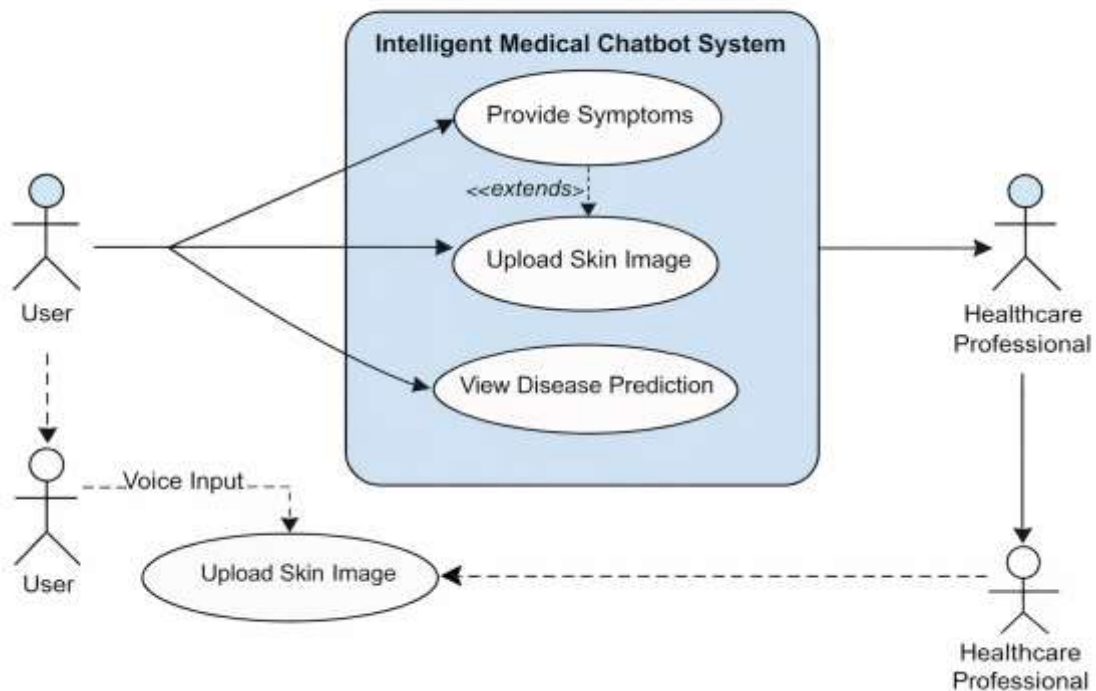 Intelligent Medical Chatbot System
Provide Symptoms
<<extends>
Upload Skin Image
View Disease Prediction
User
Healthcare
Professional
Voice Input
User
Upload Skin Image
Healthcare
Professional